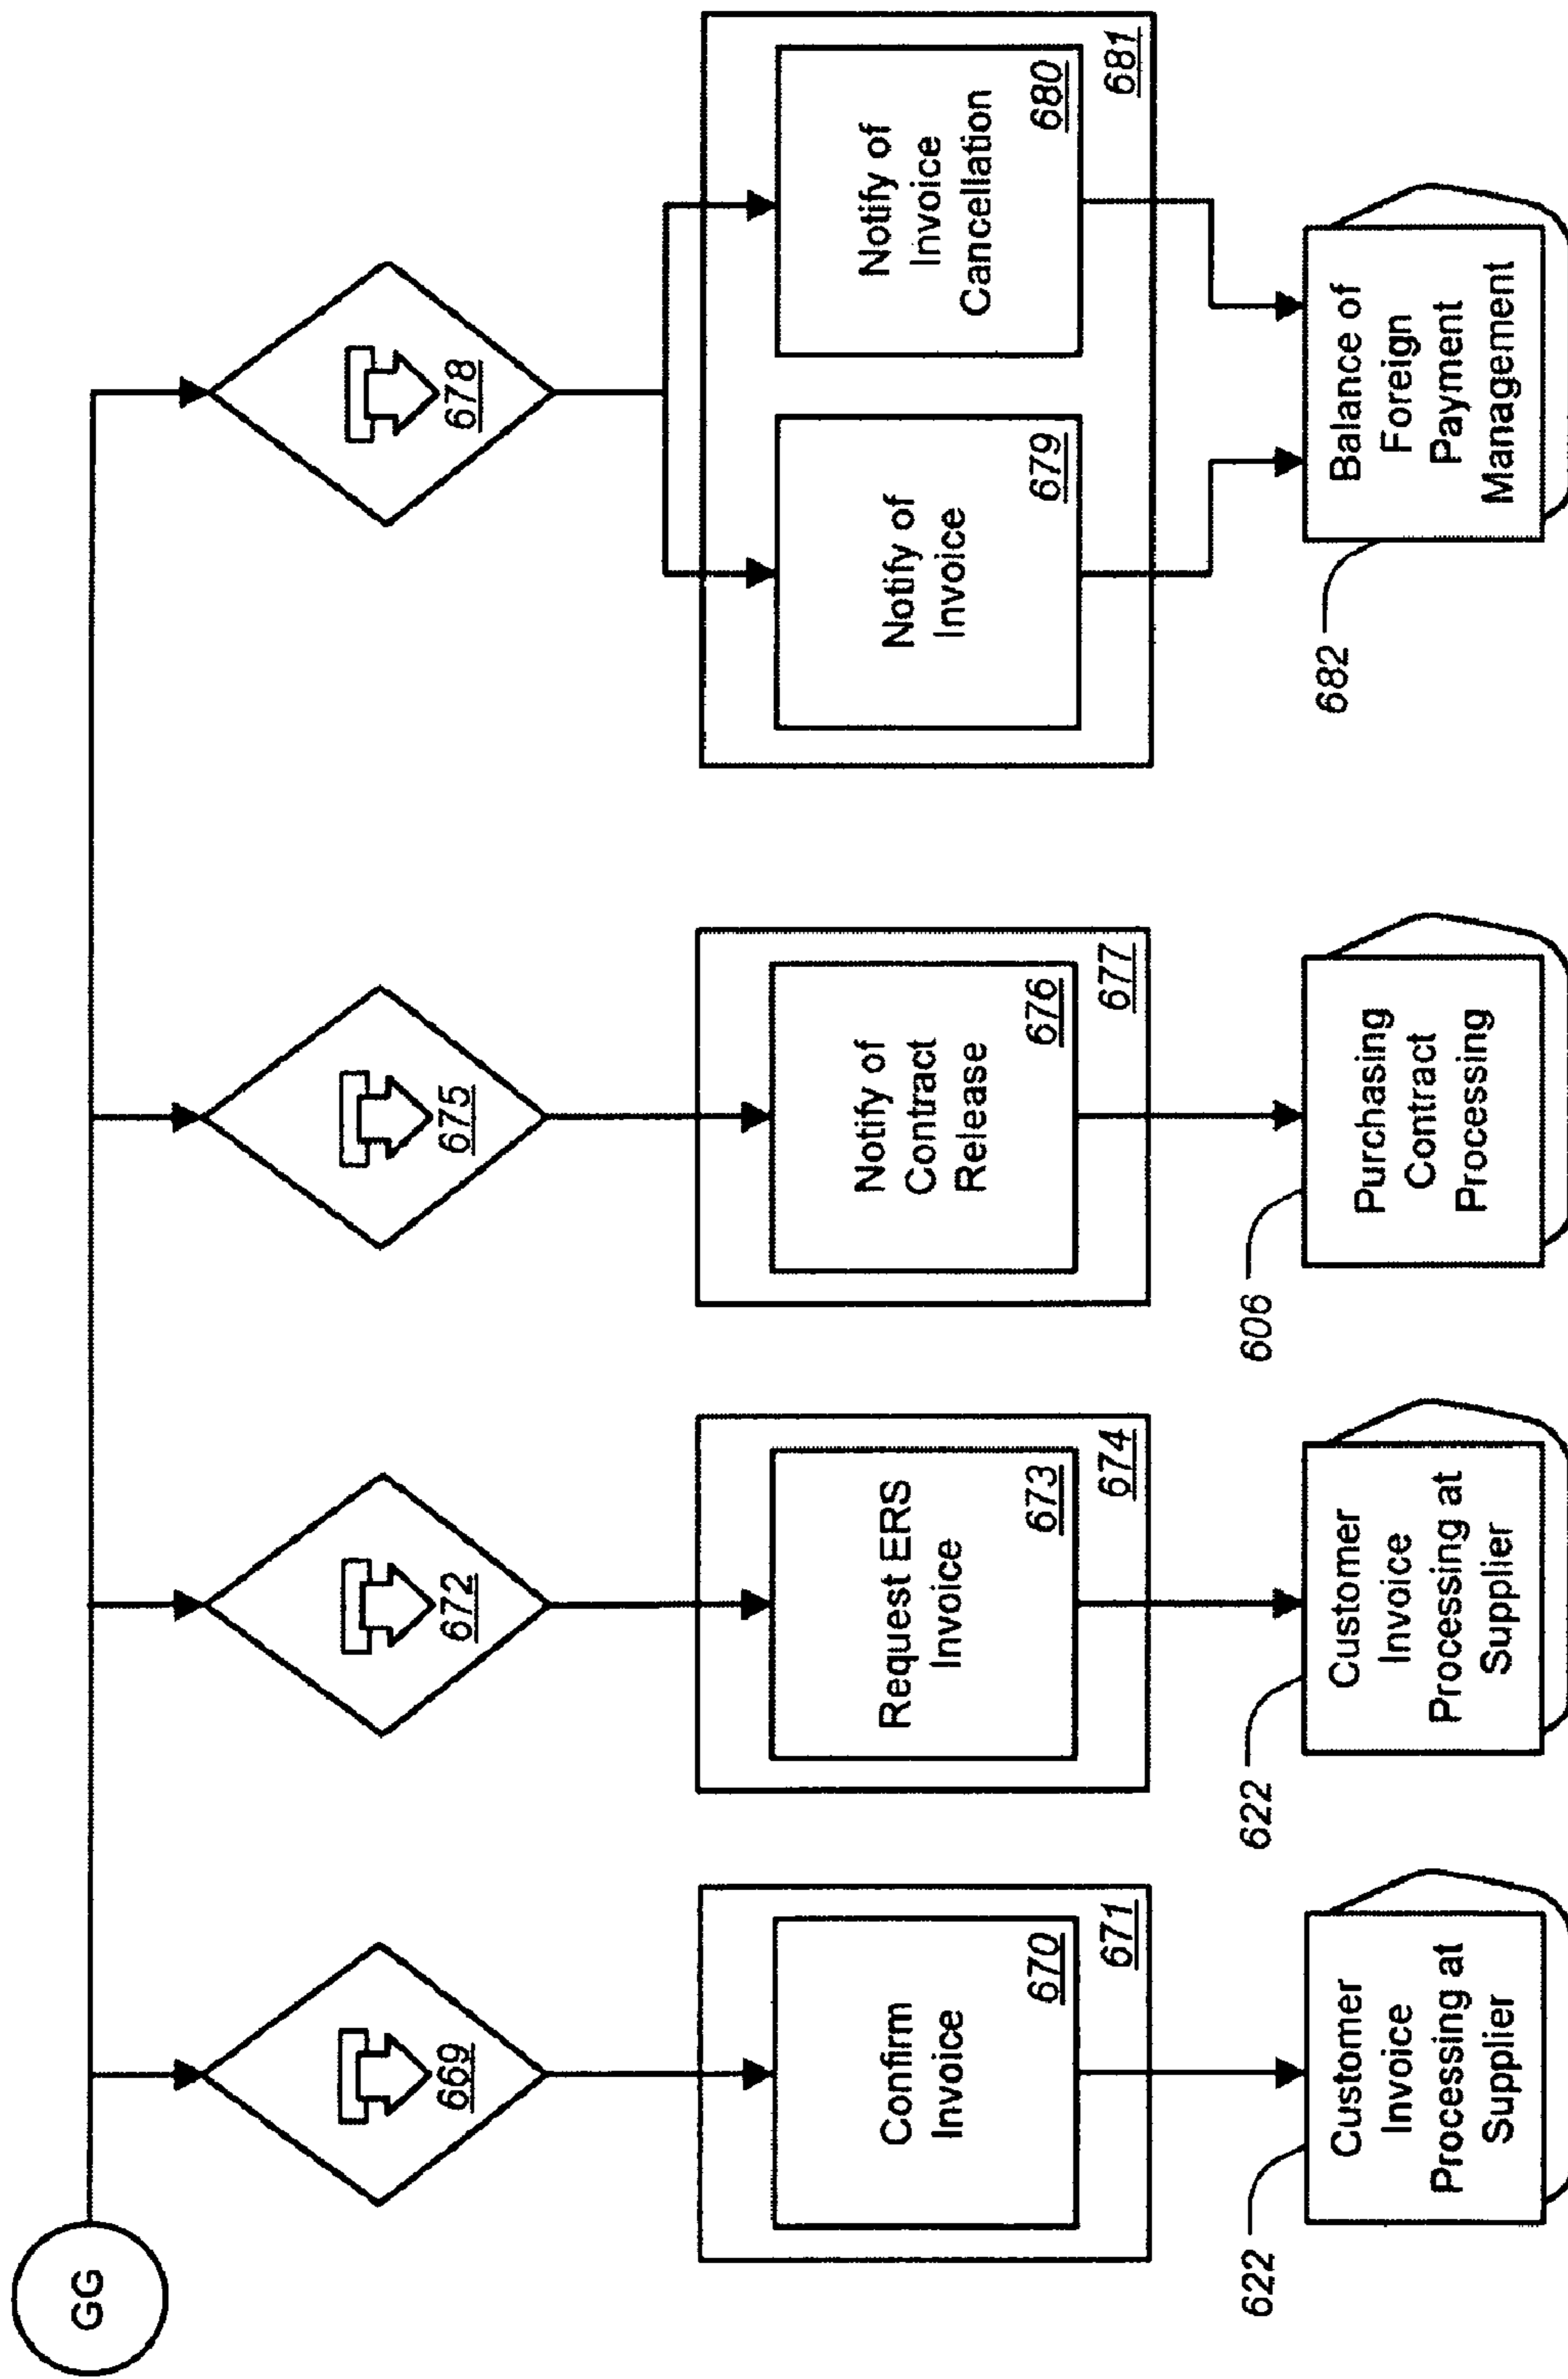 GG
669
672
675
678
Confirm
Invoice
670
671
Request ERS
Invoice
673
674
Notify of
Contract
Release
676
677
Notify of
Invoice
679
Notify of
Invoice
Cancellation
680
681
622
Customer
Invoice
Processing at
Supplier
622
Customer
Invoice
Processing at
Supplier
606
Purchasing
Contract
Processing
682
Balance of
Foreign
Payment
Management